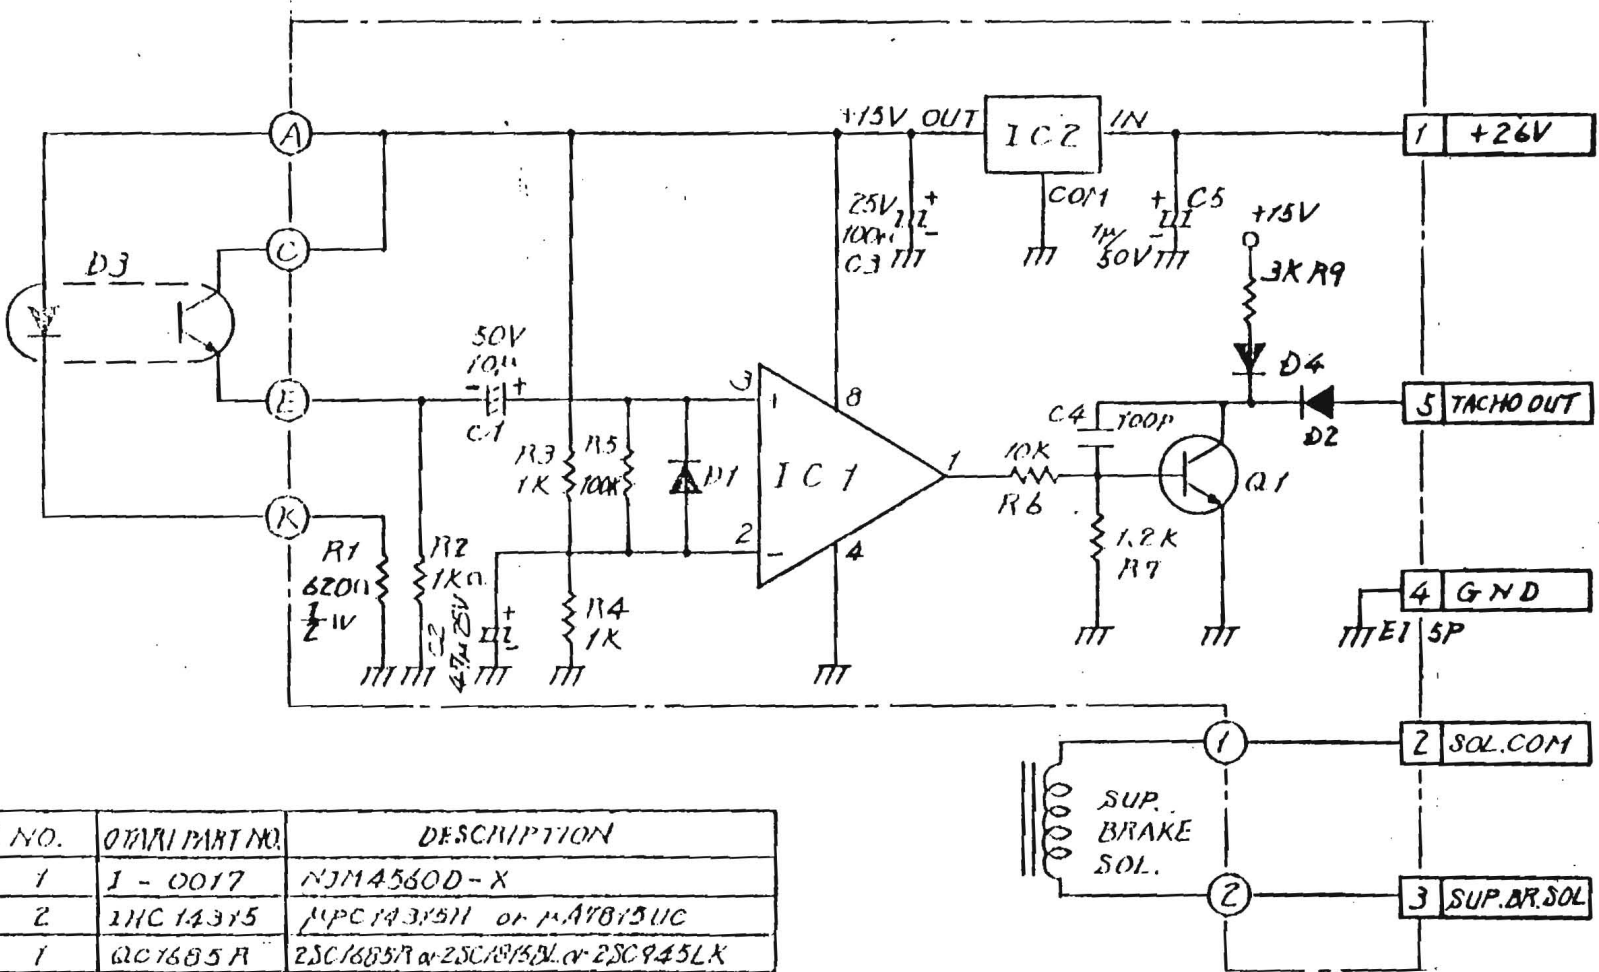 A
+15V OUT
IC2
IN
1 +26V
COM
25V
100µ
C3
+
-
+
-
C5
1µ/
50V
+15V
3K R9
C
D3
50V
10µ
- +
C1
3
+
8
D4
C4
100P
D2
5 TACHO OUT
E
R3
1K
R5
100K
D1
IC1
1
10K
R6
Q1
K
2
-
4
1.2K
R7
R1
620Ω
1/2 W
R2
1KΩ
C2
47µ 25V
+
-
R4
1K
4 GND
E1 5P
1
2 SOL.COM
SUP.
BRAKE
SOL.
2
3 SUP.BR.SOL
NO. OTARI PART NO. DESCRIPTION
1 I-0017 NJM4560D-X
2 IHC14315 µPC14315H or µA7815UC
1 QC1685R 2SC1685R or 2SC1815BL or 2SC945LK